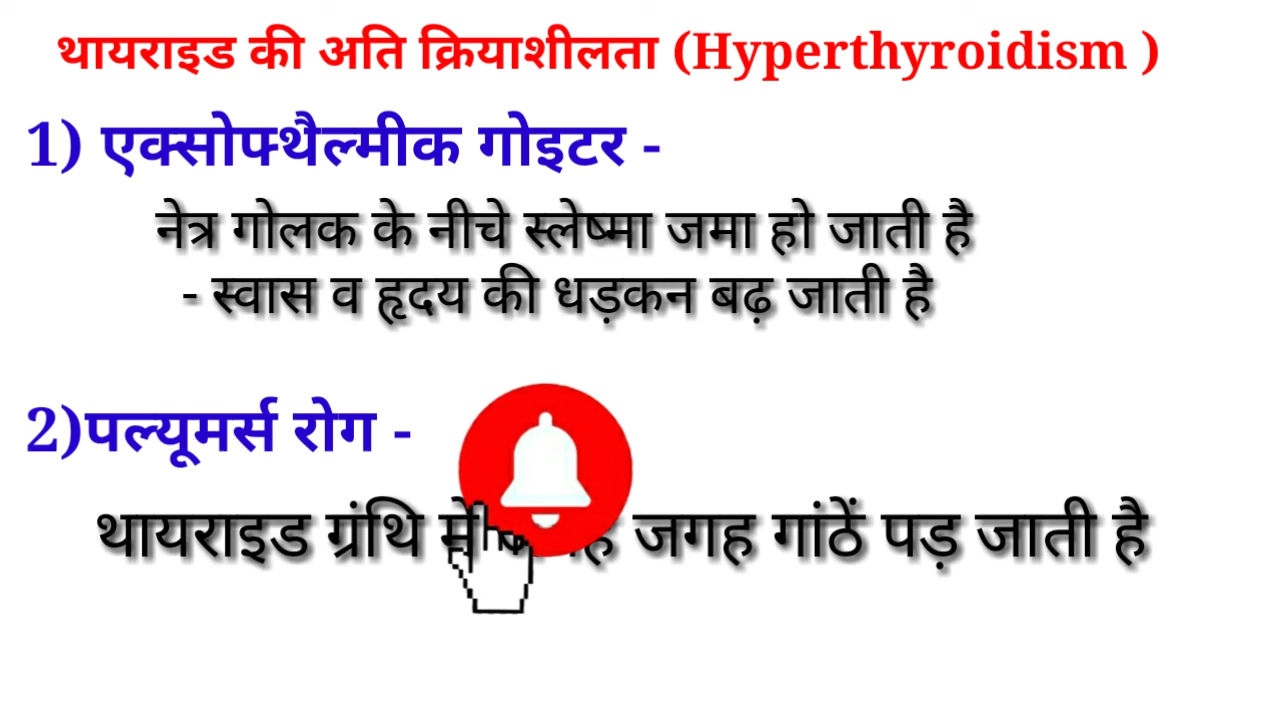 थायराइड की अति क्रियाशीलता (Hyperthyroidism )
1) एक्सोफ्थैल्मीक गोइटर -
नेत्र गोलक के नीचे स्लेष्मा जमा हो जाती है
- स्वास व हृदय की धड़कन बढ़ जाती है
2)पल्यूमर्स रोग -
थायराइड ग्रंथि में जगह गांठें पड़ जाती है